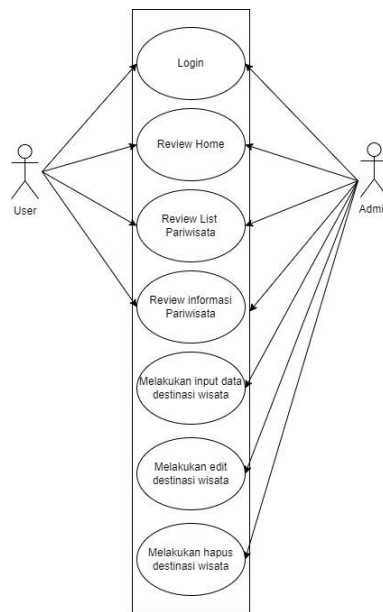 Login
Review Home
User
Admi
Review List
Pariwisata
Review informasi
Pariwisata
Melakukan input data
destinasi wisata
Melakukan edit
destinasi wisata
Melakukan hapus
destinasi wisata